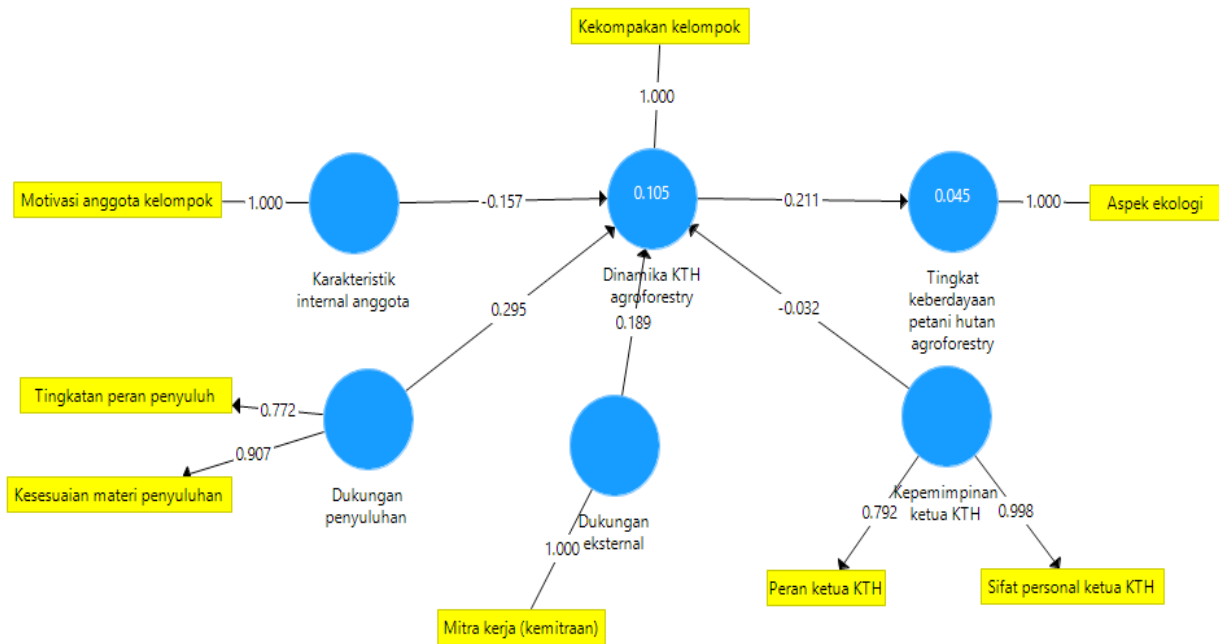 Kekompakan kelompok
1.000
Motivasi anggota kelompok
1.000
-0.157
0.105
0.211
0.045
1.000
Aspek ekologi
Karakteristik
internal anggota
Dinamika KTH
agroforestry
Tingkat
keberdayaan
petani hutan
agroforestry
0.295
0.189
-0.032
Tingkatan peran penyuluh
0.772
0.907
Kesesuaian materi penyuluhan
Dukungan
penyuluhan
Dukungan
eksternal
1.000
Kepemimpinan
ketua KTH
0.792
0.998
Peran ketua KTH
Sifat personal ketua KTH
Mitra kerja (kemitraan)